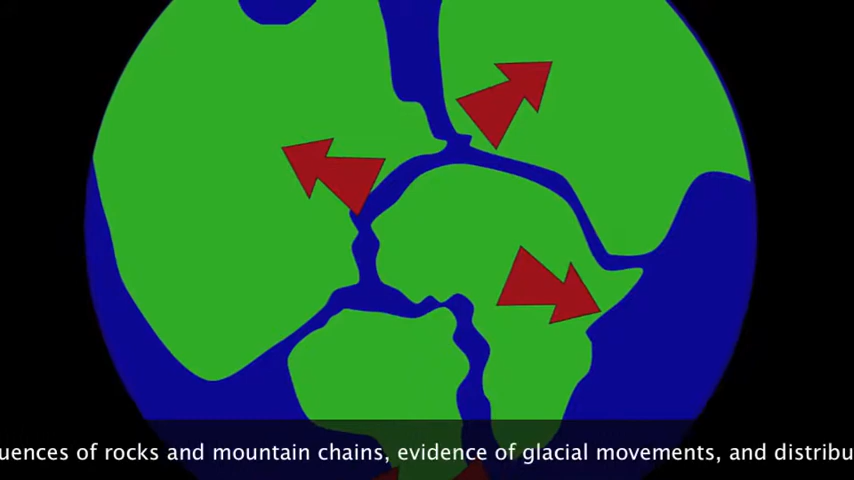 uences of rocks and mountain chains, evidence of glacial movements, and distribu